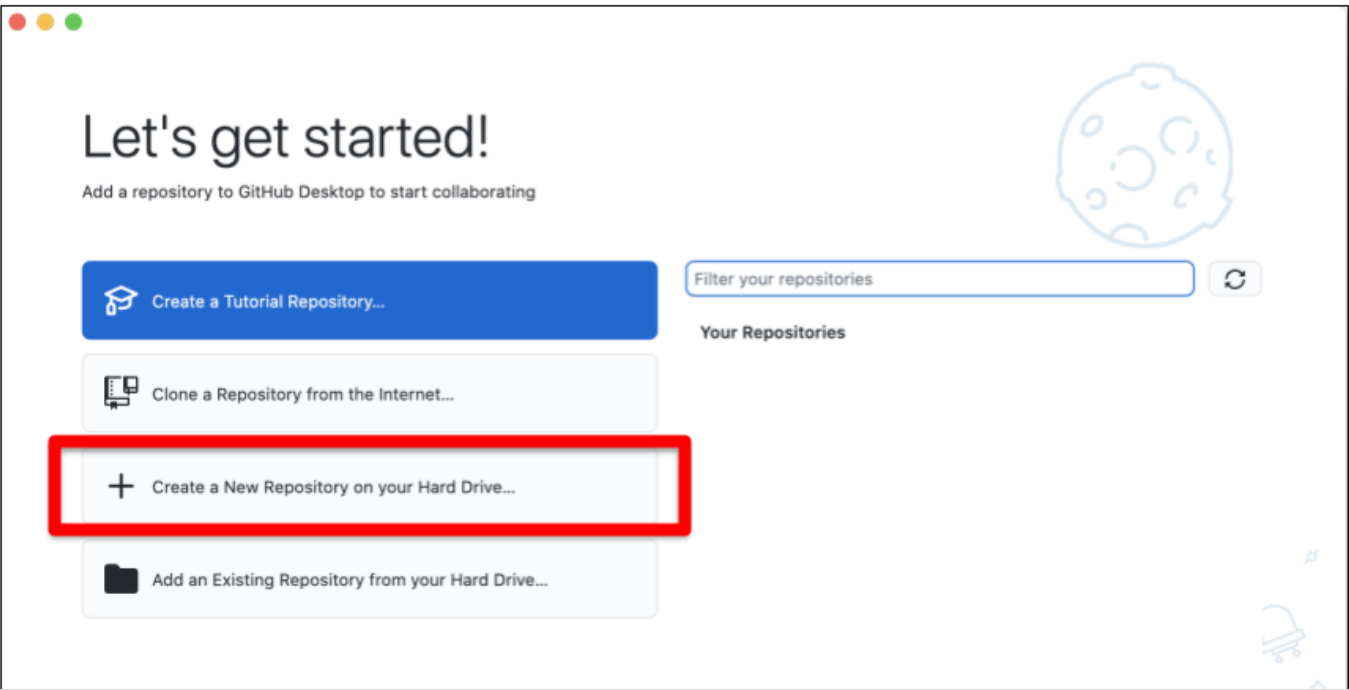 Let's get started!
Add a repository to GitHub Desktop to start collaborating
Create a Tutorial Repository...
Clone a Repository from the Internet...
Create a New Repository on your Hard Drive...
Add an Existing Repository from your Hard Drive...
Filter your repositories
Your Repositories